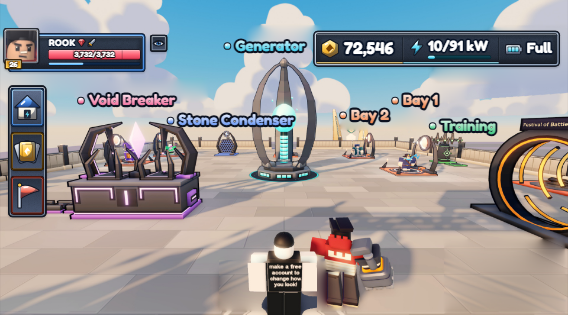 ROOK
3,732/3,732
26
<>
Generator
72,546
10/91 kW
Full
Void Breaker
Stone Condenser
Bay 1
Bay 2
Training
Festival of Battle
make a free
account to
change how
you look!